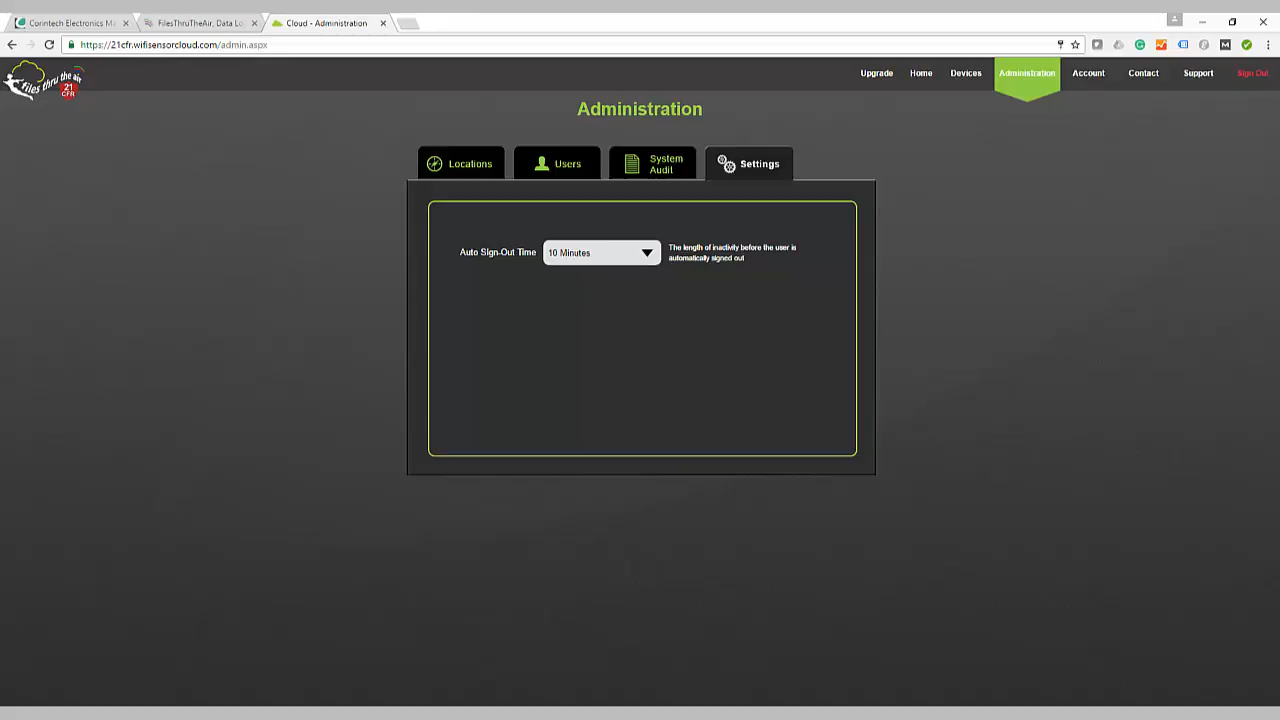 Corintech Electronics Ma
FilesThruTheAir, Data Lo
Cloud - Administration
https://21cfr.wifisensorcloud.com/admin.aspx
files thru the air
21
CFR
Upgrade Home Devices Administration Account Contact Support Sign Out
Administration
Locations
Users
System
Audit
Settings
Auto Sign-Out Time
10 Minutes
The length of inactivity before the user is
automatically signed out